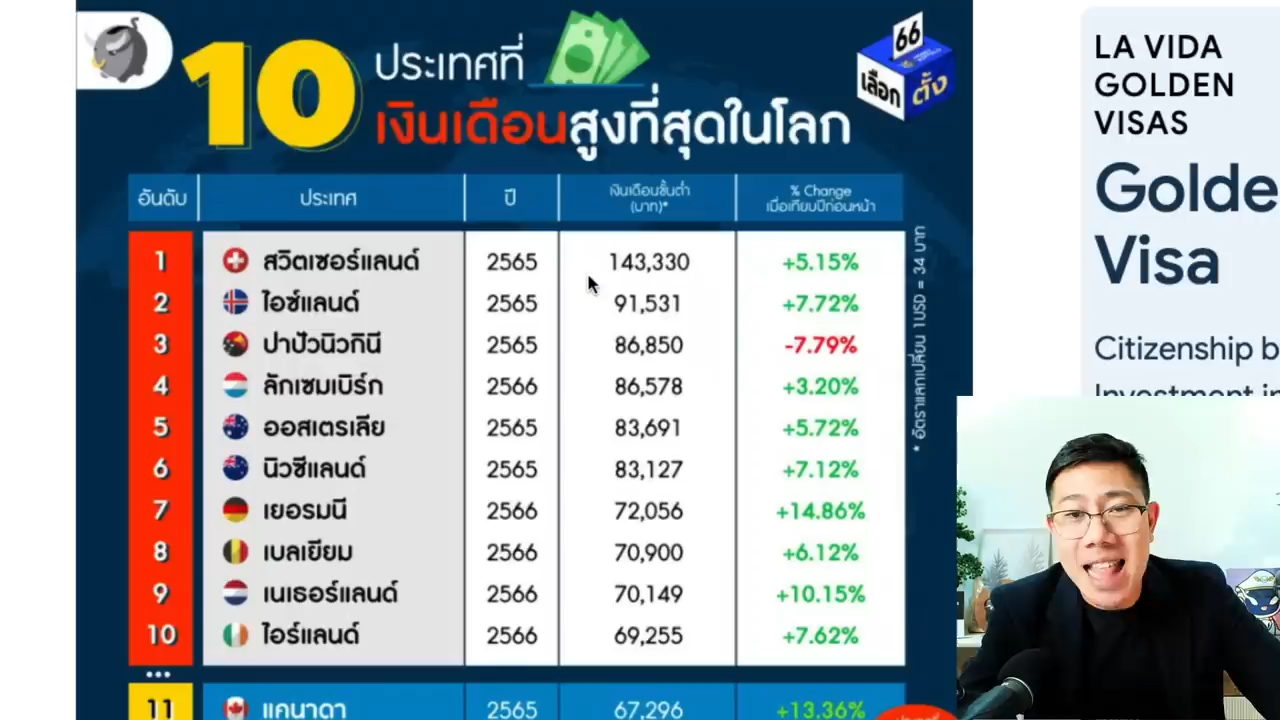 10 ประเทศที่
เงินเดือนสูงที่สุดในโลก
66
เลือก ตั้ง
อันดับ ประเทศ ปี เงินเดือนขั้นต่ำ (บาท)* % Change เมื่อเทียบปีก่อนหน้า
1 สวิตเซอร์แลนด์ 2565 143,330 +5.15%
2 ไอซ์แลนด์ 2565 91,531 +7.72%
3 ปาปัวนิวกินี 2565 86,850 -7.79%
4 ลักเซมเบิร์ก 2566 86,578 +3.20%
5 ออสเตรเลีย 2565 83,691 +5.72%
6 นิวซีแลนด์ 2565 83,127 +7.12%
7 เยอรมนี 2566 72,056 +14.86%
8 เบลเยียม 2566 70,900 +6.12%
9 เนเธอร์แลนด์ 2566 70,149 +10.15%
10 ไอร์แลนด์ 2566 69,255 +7.62%
...
11 แคนาดา 2565 67,296 +13.36%
* อัตราแลกเปลี่ยน 1 USD = 34 บาท
LA VIDA
GOLDEN
VISAS
Golde
Visa
Citizenship b
Investment in